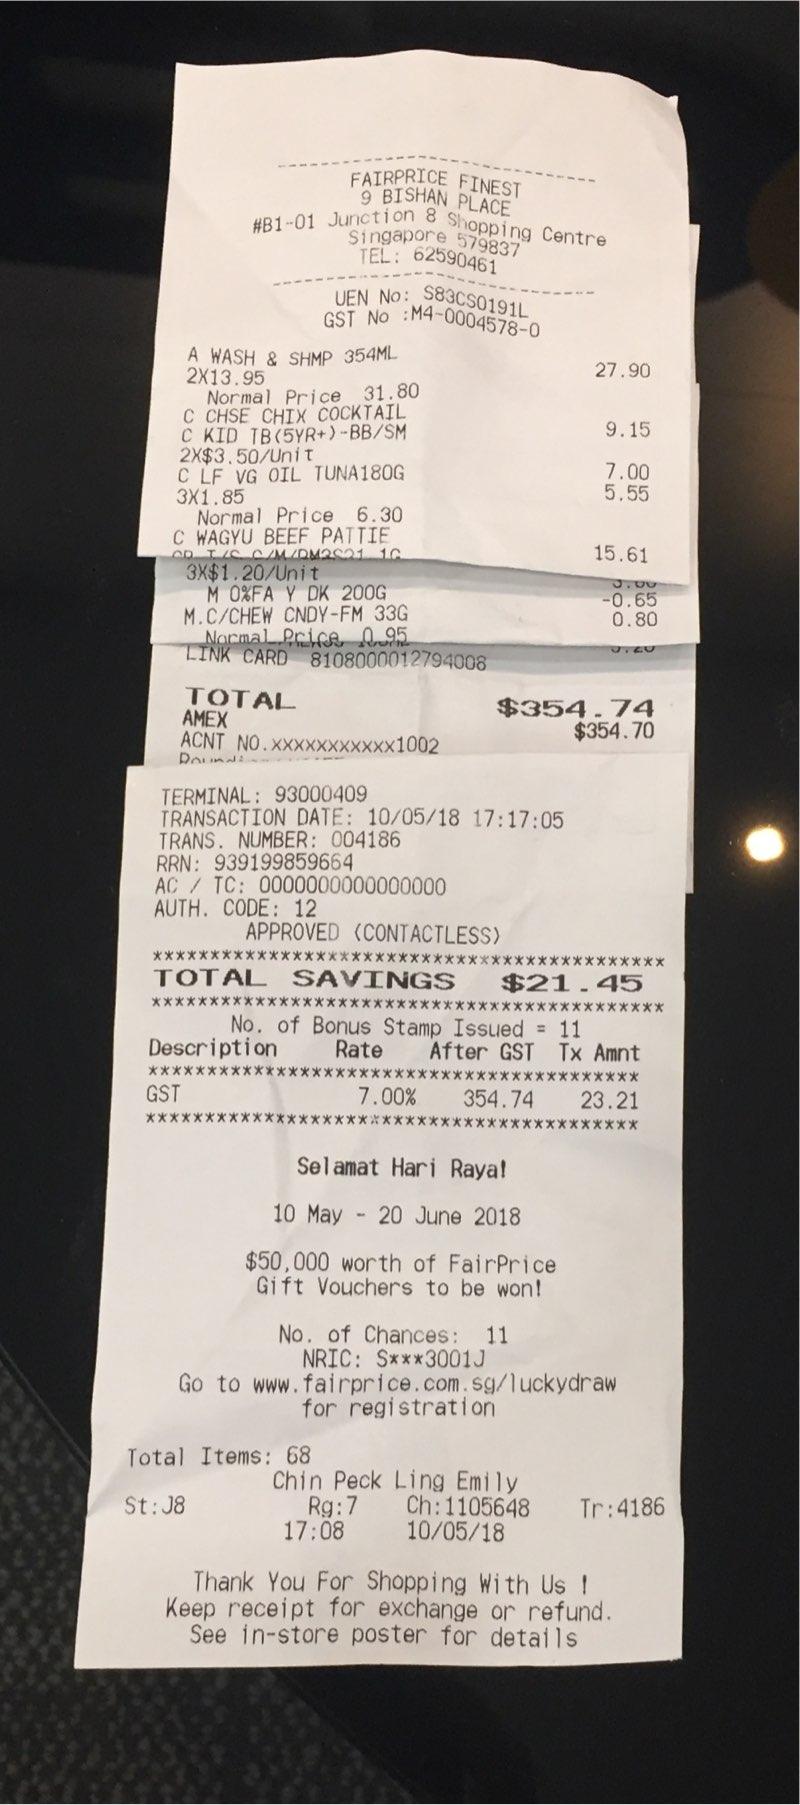 FAIRPRICE FINEST
9 BISHAN PLACE
#B1-01 Junction 8 Shopping Centre
Singapore 579837
TEL: 62590461
UEN No: S83CS0191L
GST No :M4-0004578-0
A WASH & SHMP 354ML
2X13.95 27.90
Normal Price 31.80
C CHSE CHIX COCKTAIL
C KID TB(5YR+)-BB/SM 9.15
2X$3.50/Unit
C LF VG OIL TUNA180G 7.00
3X1.85 5.55
Normal Price 6.30
C WAGYU BEEF PATTIE
15.61
3X$1.20/Unit
M 0%FA Y DK 200G -0.65
M.C/CHEW CNDY-FM 33G 0.80
Normal Price 0.95
LINK CARD 8108000012794008
TOTAL $354.74
AMEX $354.70
ACNT NO.xxxxxxxxxxx1002
TERMINAL: 93000409
TRANSACTION DATE: 10/05/18 17:17:05
TRANS. NUMBER: 004186
RRN: 939199859664
AC / TC: 0000000000000000
AUTH. CODE: 12
APPROVED (CONTACTLESS)
********************************************
TOTAL SAVINGS $21.45
********************************************
No. of Bonus Stamp Issued = 11
Description Rate After GST Tx Amnt
******************************************
GST 7.00% 354.74 23.21
******************************************
Selamat Hari Raya!
10 May - 20 June 2018
$50,000 worth of FairPrice
Gift Vouchers to be won!
No. of Chances: 11
NRIC: S***3001J
Go to www.fairprice.com.sg/luckydraw
for registration
Total Items: 68
Chin Peck Ling Emily
St:J8 Rg:7 Ch:1105648 Tr:4186
17:08 10/05/18
Thank You For Shopping With Us !
Keep receipt for exchange or refund.
See in-store poster for details